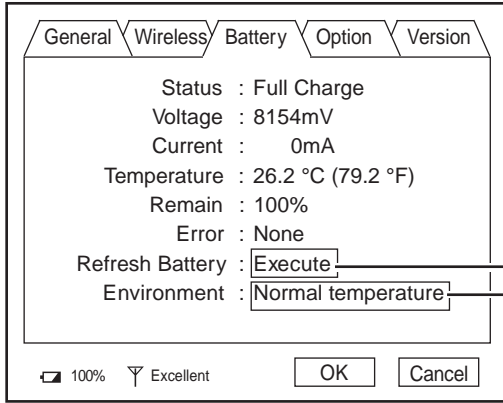 General Wireless Battery Option Version
Status : Full Charge
Voltage : 8154mV
Current : 0mA
Temperature : 26.2 °C (79.2 °F)
Remain : 100%
Error : None
Refresh Battery : Execute
Environment : Normal temperature
100% Excellent OK Cancel